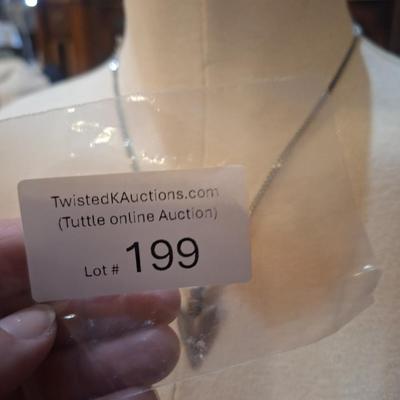 TwistedKAuctions.com
(Tuttle online Auction)
Lot # 199